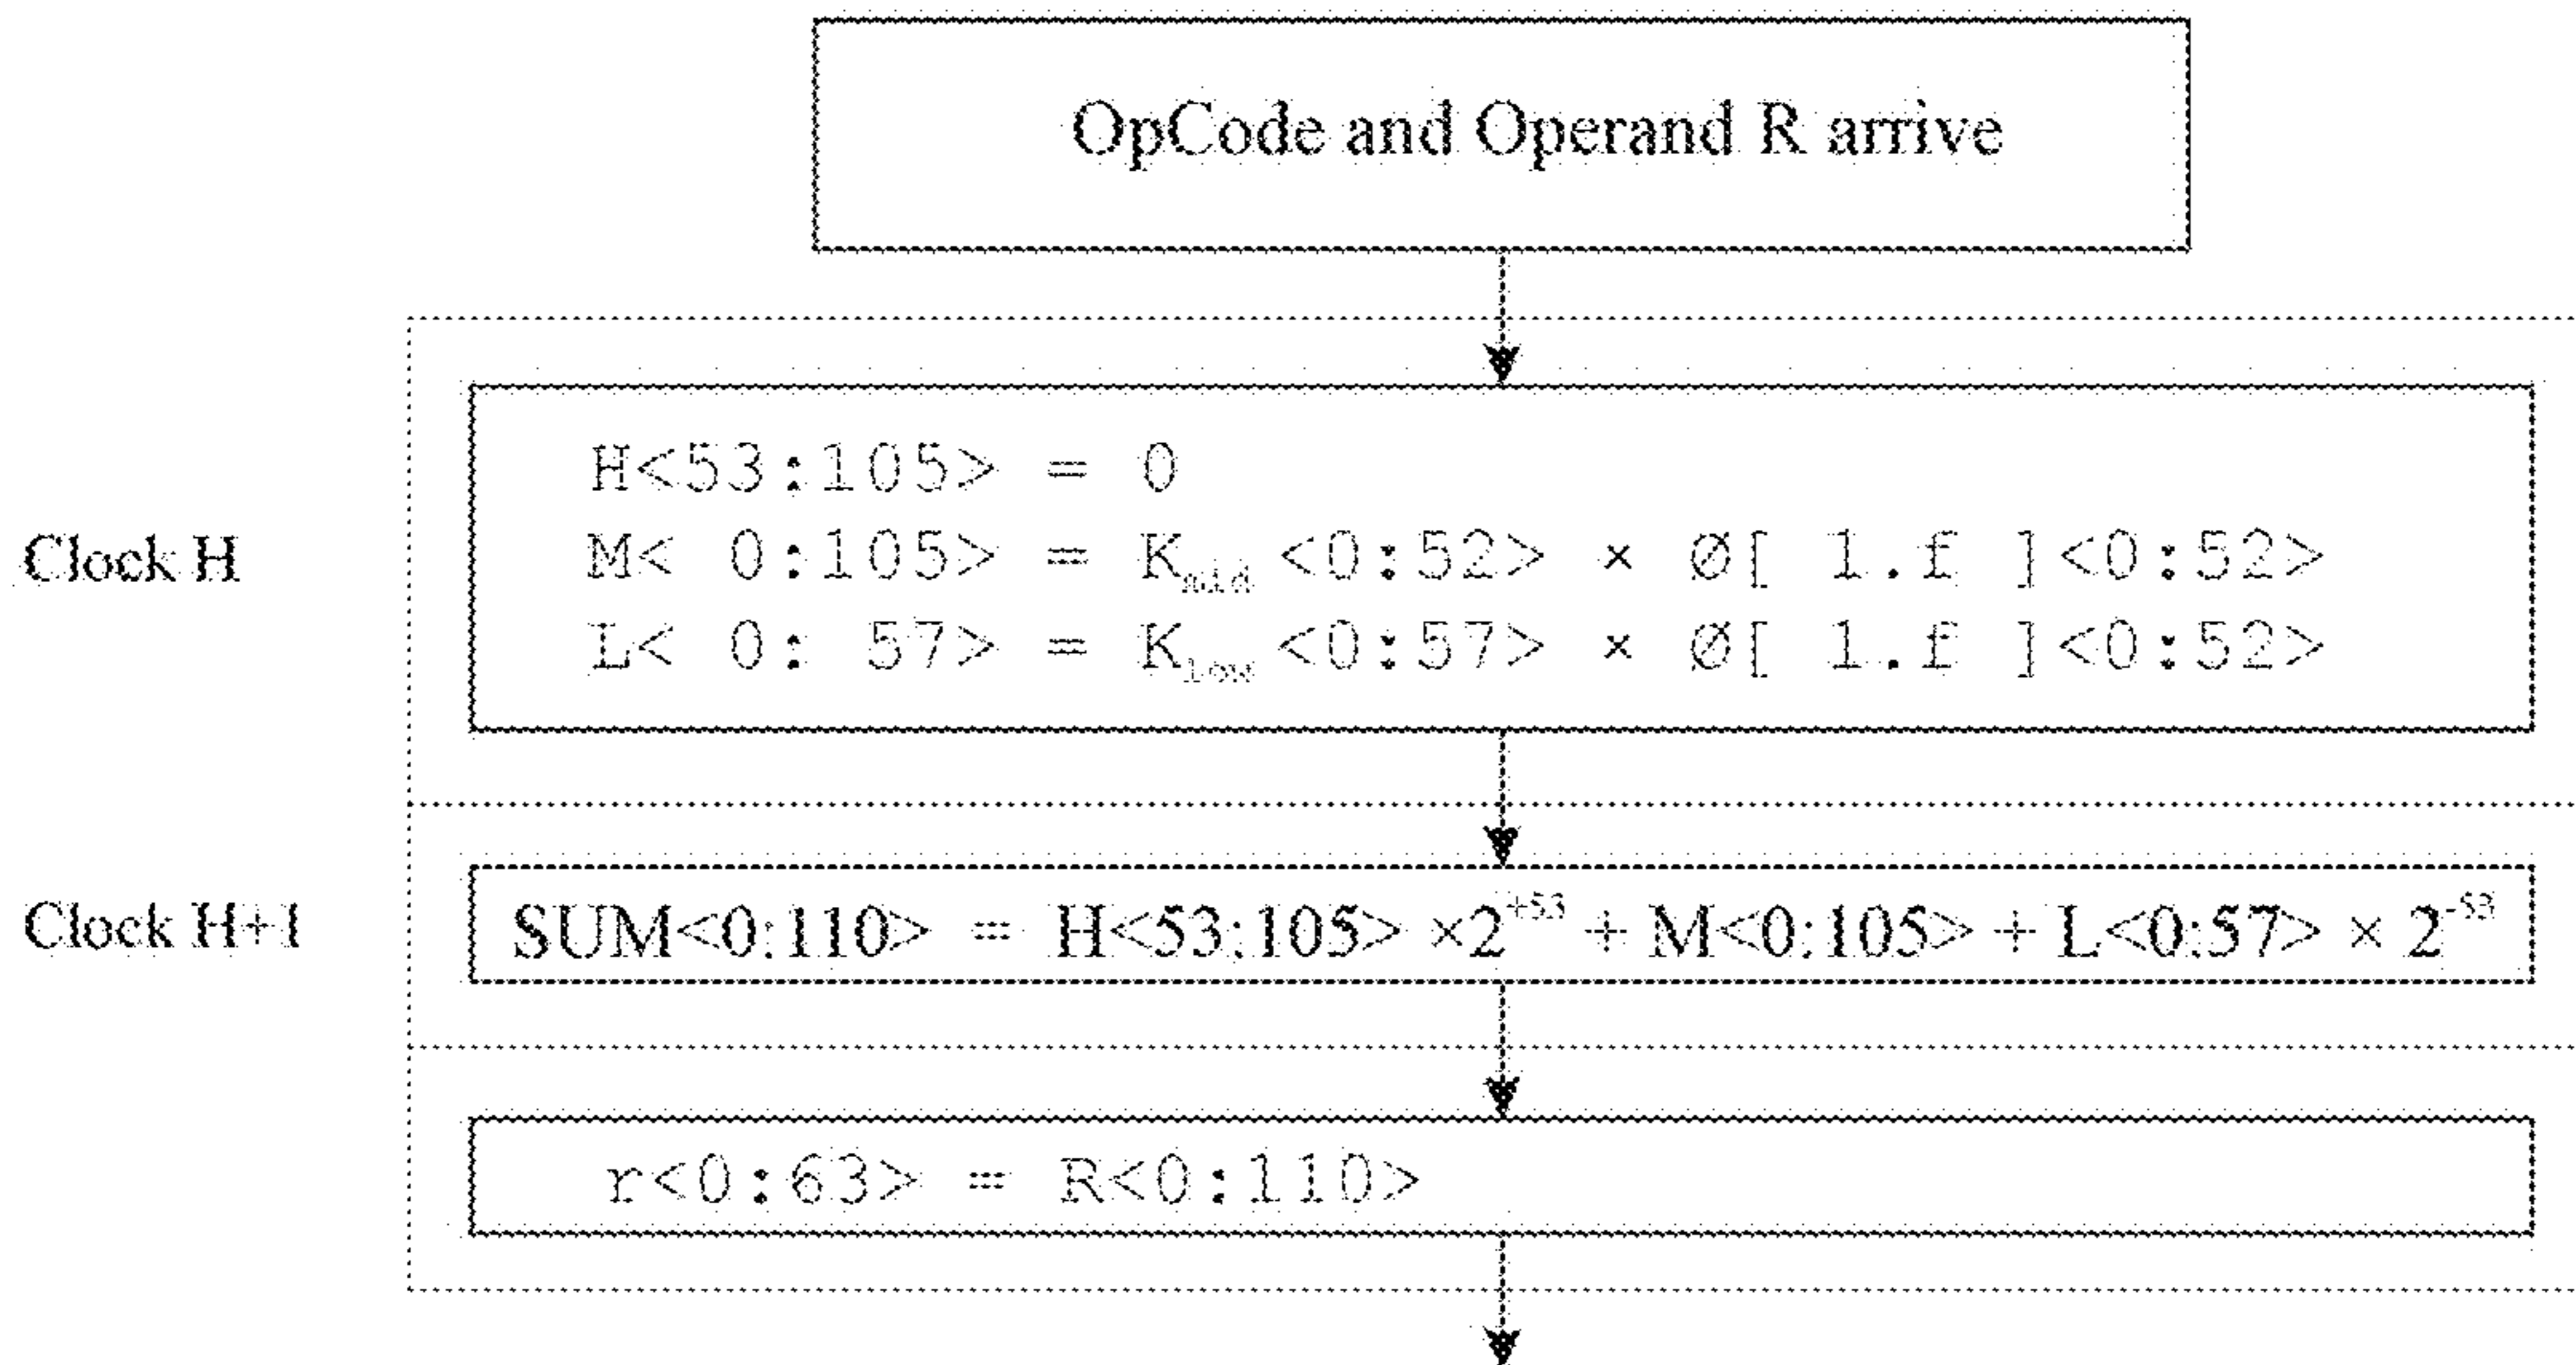 OpCode and Operand R arrive
H<53:105> = 0
Clock H
M< 0:105> = Kmid <0:52> × Ø[ 1.f ]<0:52>
L< 0: 57> = Klow <0:57> × Ø[ 1.f ]<0:52>
Clock H+1
SUM<0:110> = H<53:105> ×2^+53 + M<0:105> + L<0:57> × 2^-53
r<0:63> = R<0:110>